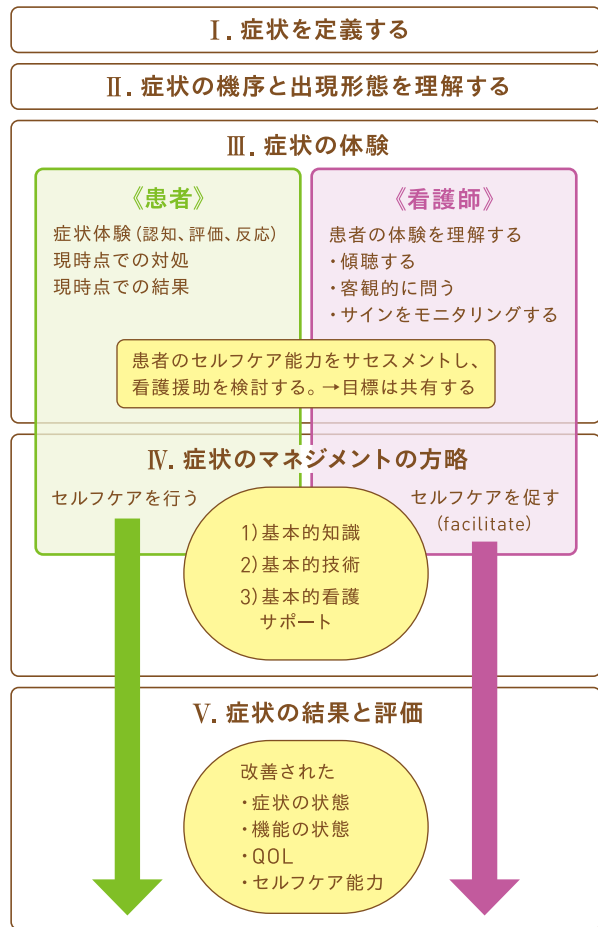 Ⅰ. 症状を定義する
Ⅱ. 症状の機序と出現形態を理解する
Ⅲ. 症状の体験
《患者》
症状体験(認知、評価、反応)
現時点での対処
現時点での結果
《看護師》
患者の体験を理解する
・傾聴する
・客観的に問う
・サインをモニタリングする
患者のセルフケア能力をサセスメントし、
看護援助を検討する。→目標は共有する
Ⅳ. 症状のマネジメントの方略
セルフケアを行う
セルフケアを促す
(facilitate)
1)基本的知識
2)基本的技術
3)基本的看護
サポート
Ⅴ. 症状の結果と評価
改善された
・症状の状態
・機能の状態
・QOL
・セルフケア能力